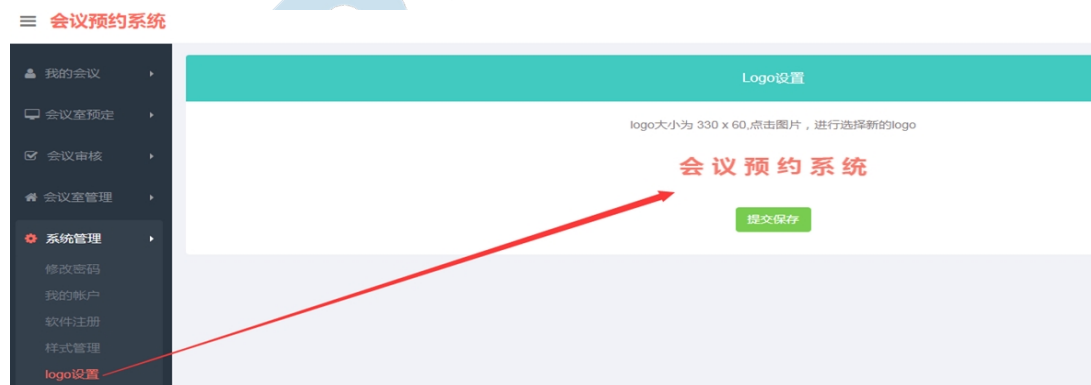 会议预约系统
我的会议
会议室预定
会议审核
会议室管理
系统管理
修改密码
我的帐户
软件注册
样式管理
logo设置
Logo设置
logo大小为 330 x 60,点击图片，进行选择新的logo
会议预约系统
提交保存